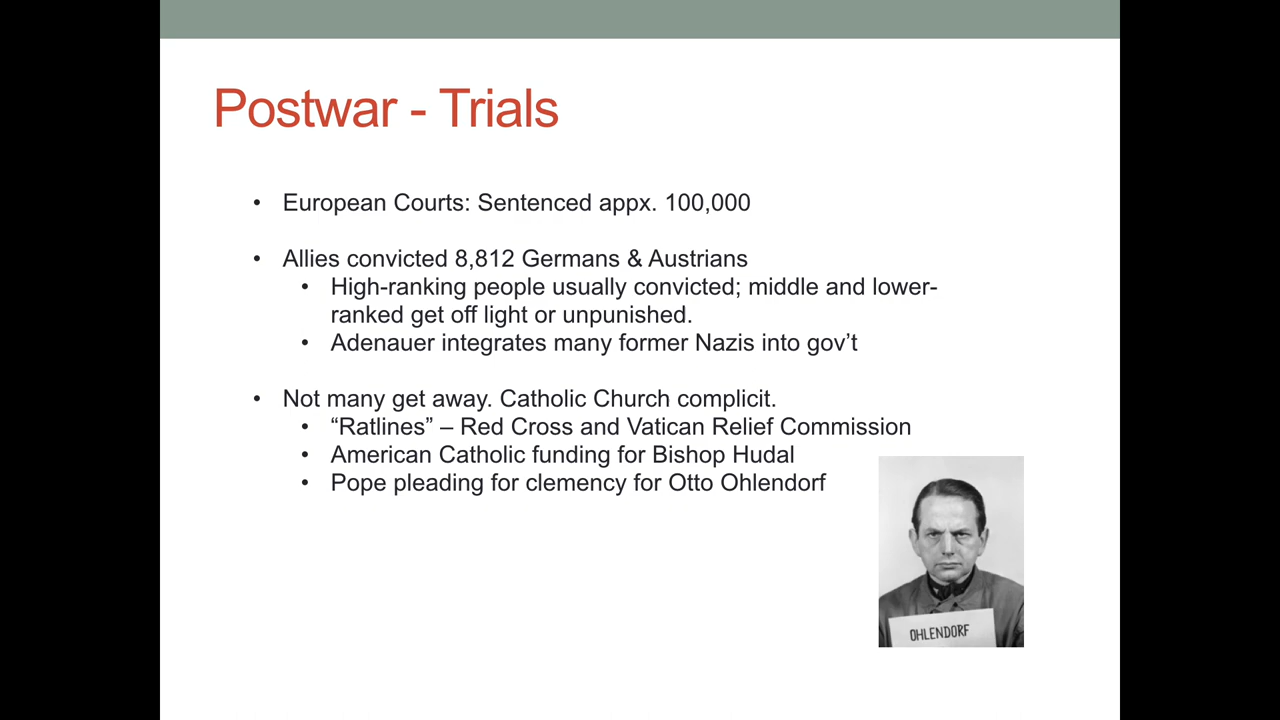 Postwar - Trials
• European Courts: Sentenced appx. 100,000
• Allies convicted 8,812 Germans & Austrians
• High-ranking people usually convicted; middle and lower-
ranked get off light or unpunished.
• Adenauer integrates many former Nazis into gov’t
• Not many get away. Catholic Church complicit.
• “Ratlines” – Red Cross and Vatican Relief Commission
• American Catholic funding for Bishop Hudal
• Pope pleading for clemency for Otto Ohlendorf
OHLENDORF